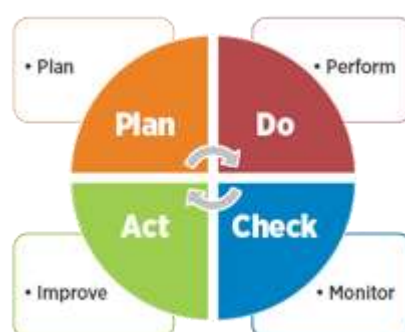 • Plan
• Perform
Plan
Do
Act
Check
• Improve
• Monitor